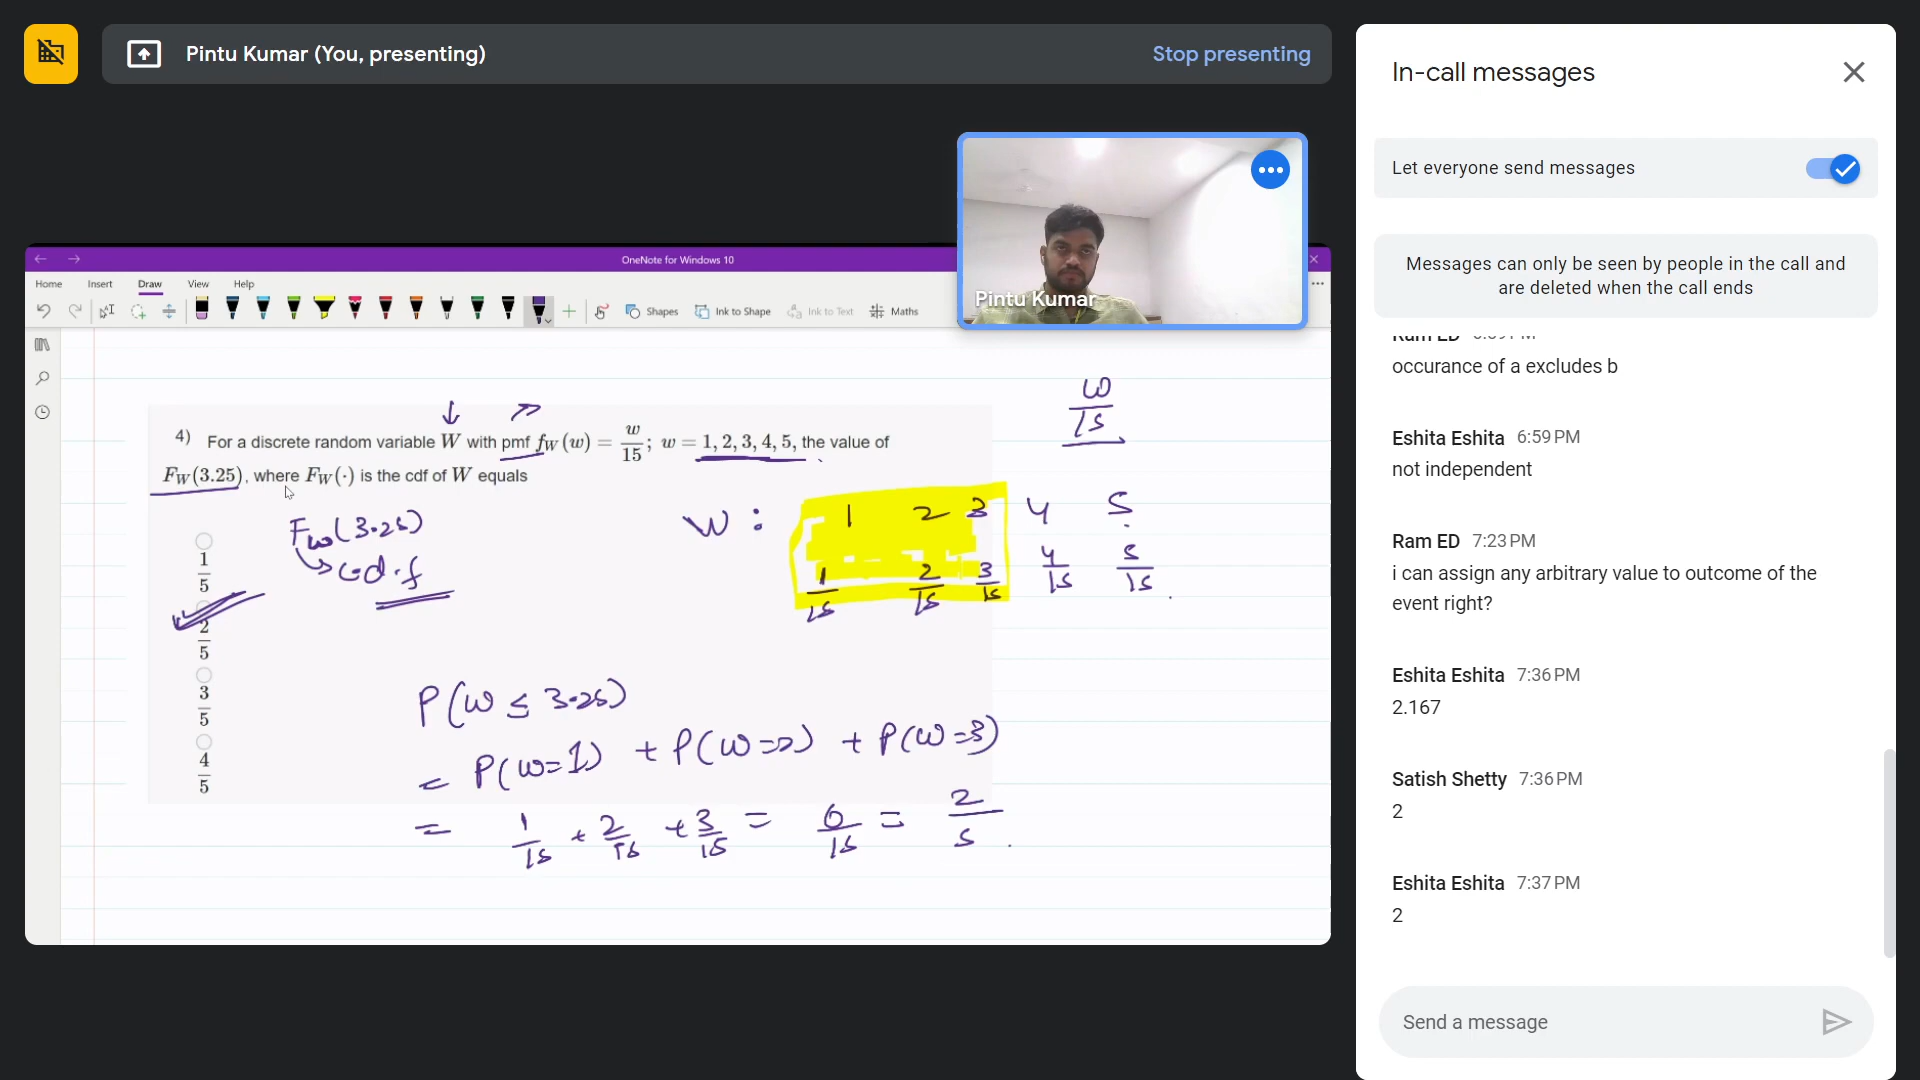 Pintu Kumar (You, presenting)
Stop presenting
Pintu Kumar
OneNote for Windows 10
Home Insert Draw View Help
Shapes Ink to Shape Ink to Text Maths
w/15
4) For a discrete random variable W with pmf f_W(w) = w/15; w = 1, 2, 3, 4, 5, the value of
F_W(3.25), where F_W(·) is the cdf of W equals
W : 1 2 3 4 5
1/15 2/15 3/15 4/15 5/15
F_W(3.25)
c.d.f
1/5
2/5
3/5
4/5
P(W ≤ 3.25)
= P(W=1) + P(W=2) + P(W=3)
= 1/15 + 2/15 + 3/15 = 6/15 = 2/5
In-call messages
Let everyone send messages
Messages can only be seen by people in the call and
are deleted when the call ends
Ram ED
occurance of a excludes b
Eshita Eshita 6:59 PM
not independent
Ram ED 7:23 PM
i can assign any arbitrary value to outcome of the
event right?
Eshita Eshita 7:36 PM
2.167
Satish Shetty 7:36 PM
2
Eshita Eshita 7:37 PM
2
Send a message